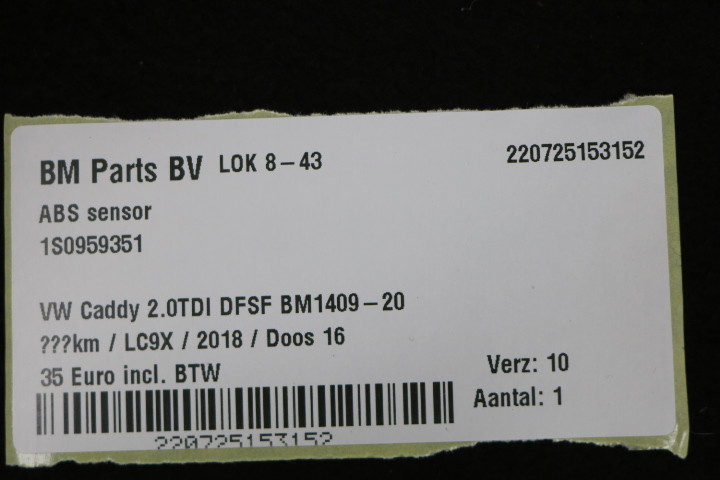 BM Parts BV LOK 8-43 220725153152
ABS sensor
1S0959351
VW Caddy 2.0TDI DFSF BM1409-20
???km / LC9X / 2018 / Doos 16
35 Euro incl. BTW Verz: 10
Aantal: 1
220725153152